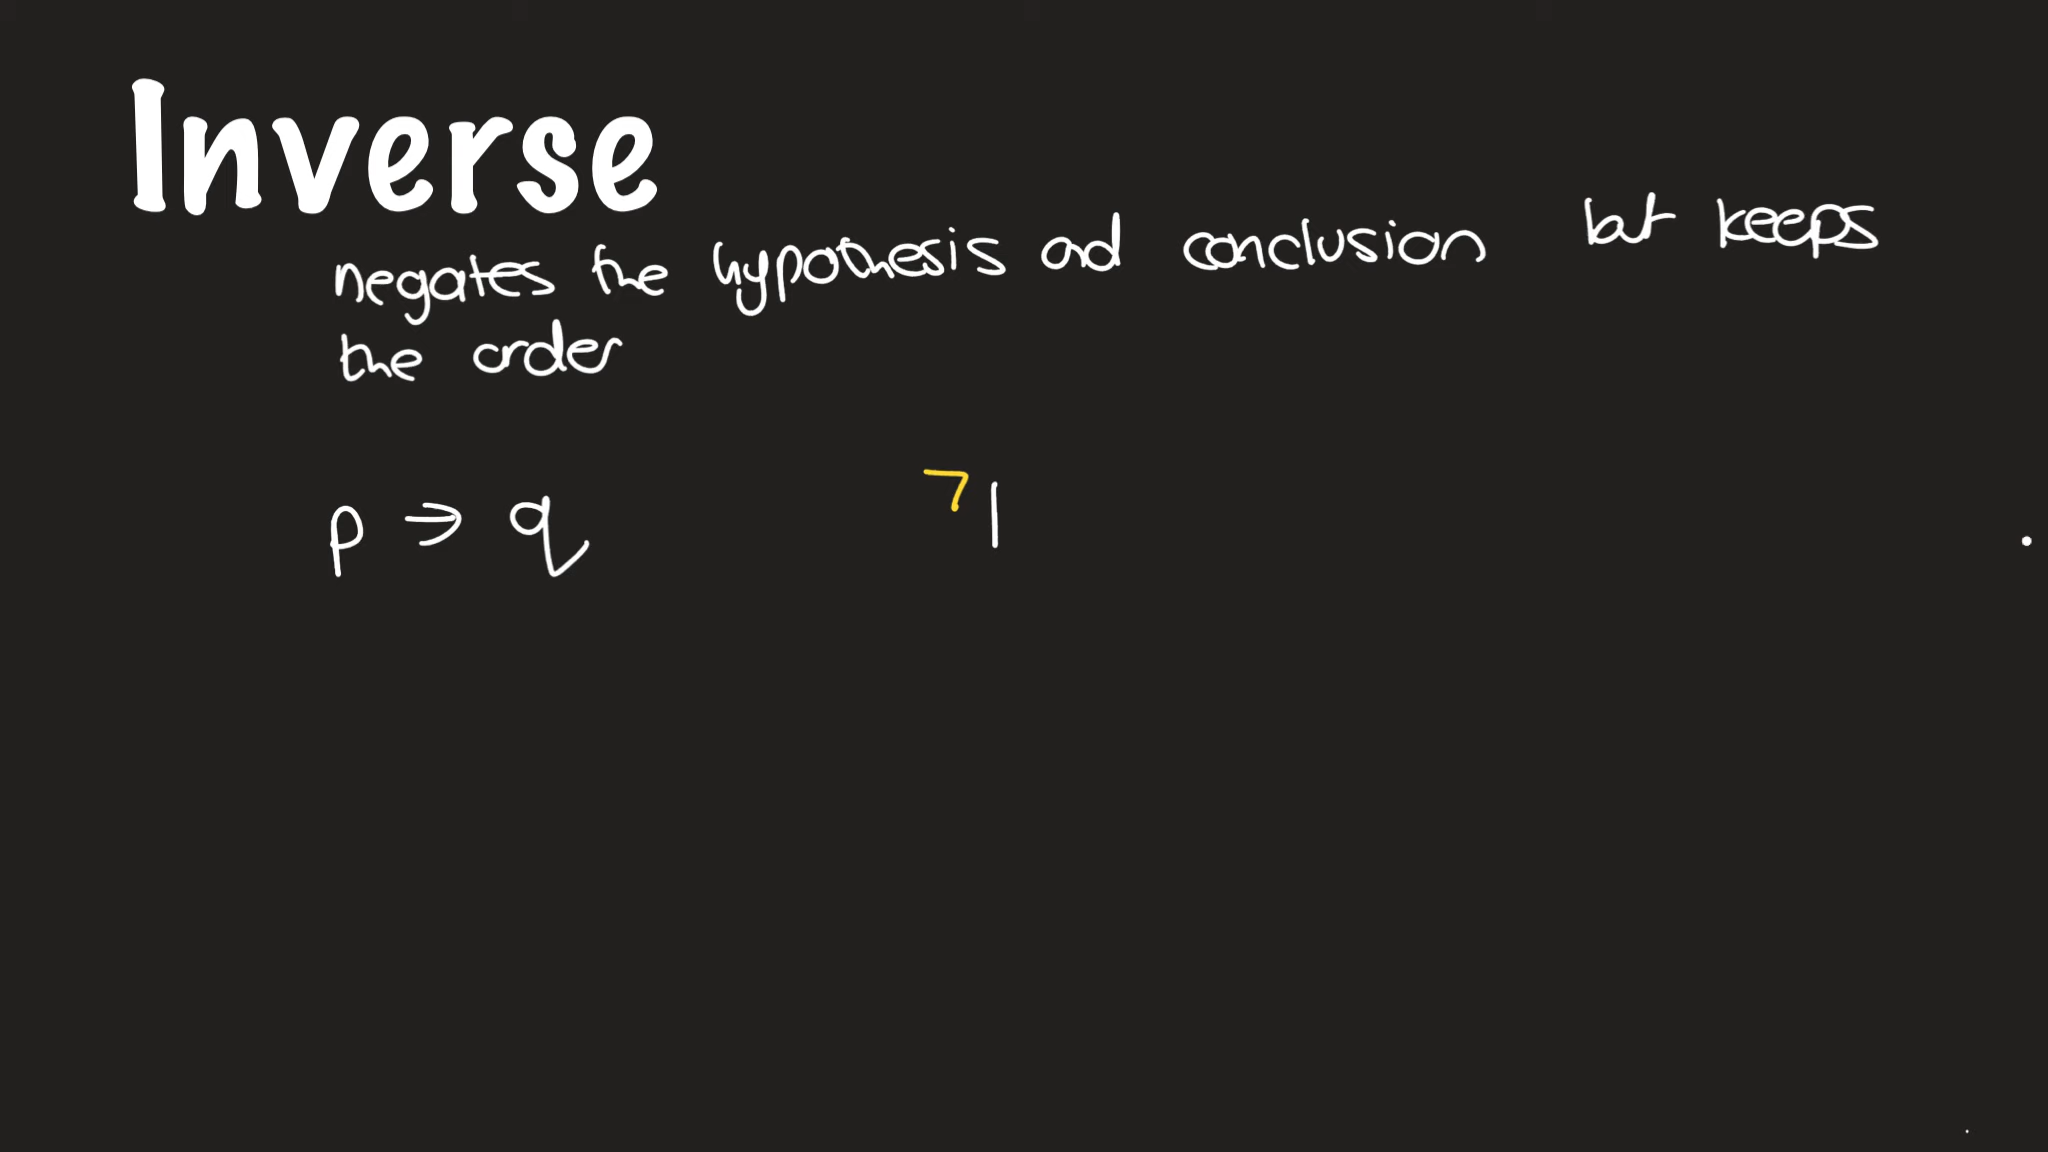 Inverse
negates the hypothesis and conclusion but keeps
the order
p ⇒ q ¬